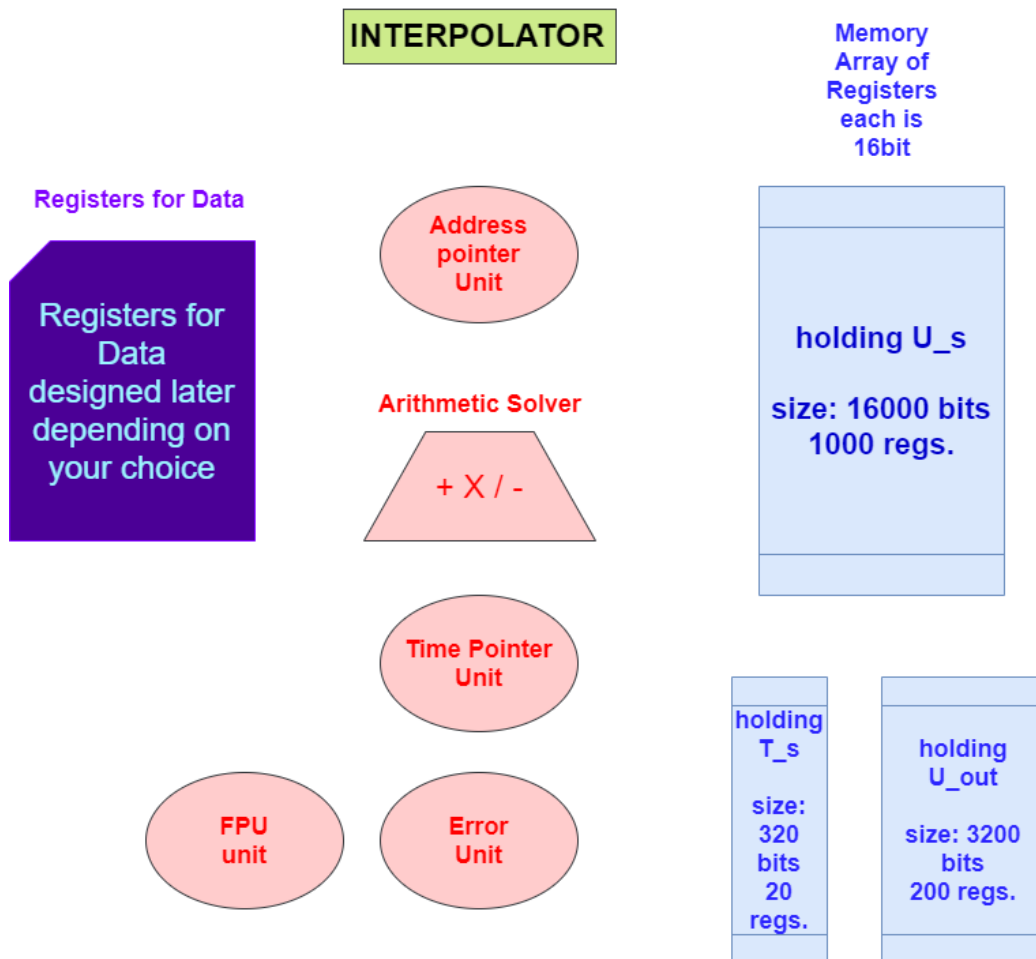 INTERPOLATOR
Memory
Array of
Registers
each is
16bit
Registers for Data
Registers for
Data
designed later
depending on
your choice
Address
pointer
Unit
Arithmetic Solver
+ X / -
Time Pointer
Unit
FPU
unit
Error
Unit
holding U_s
size: 16000 bits
1000 regs.
holding
T_s
size:
320
bits
20
regs.
holding
U_out
size: 3200
bits
200 regs.